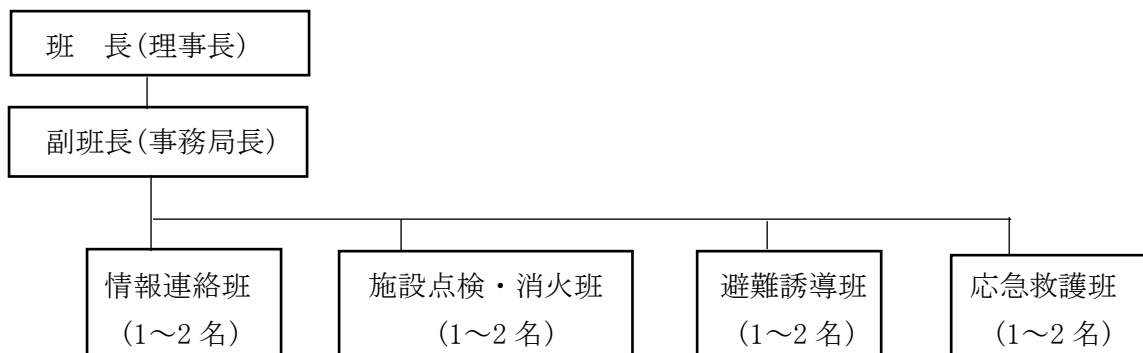 班　長(理事長)
副班長(事務局長)
情報連絡班
(1～2 名)
施設点検・消火班
(1～2 名)
避難誘導班
(1～2 名)
応急救護班
(1～2 名)